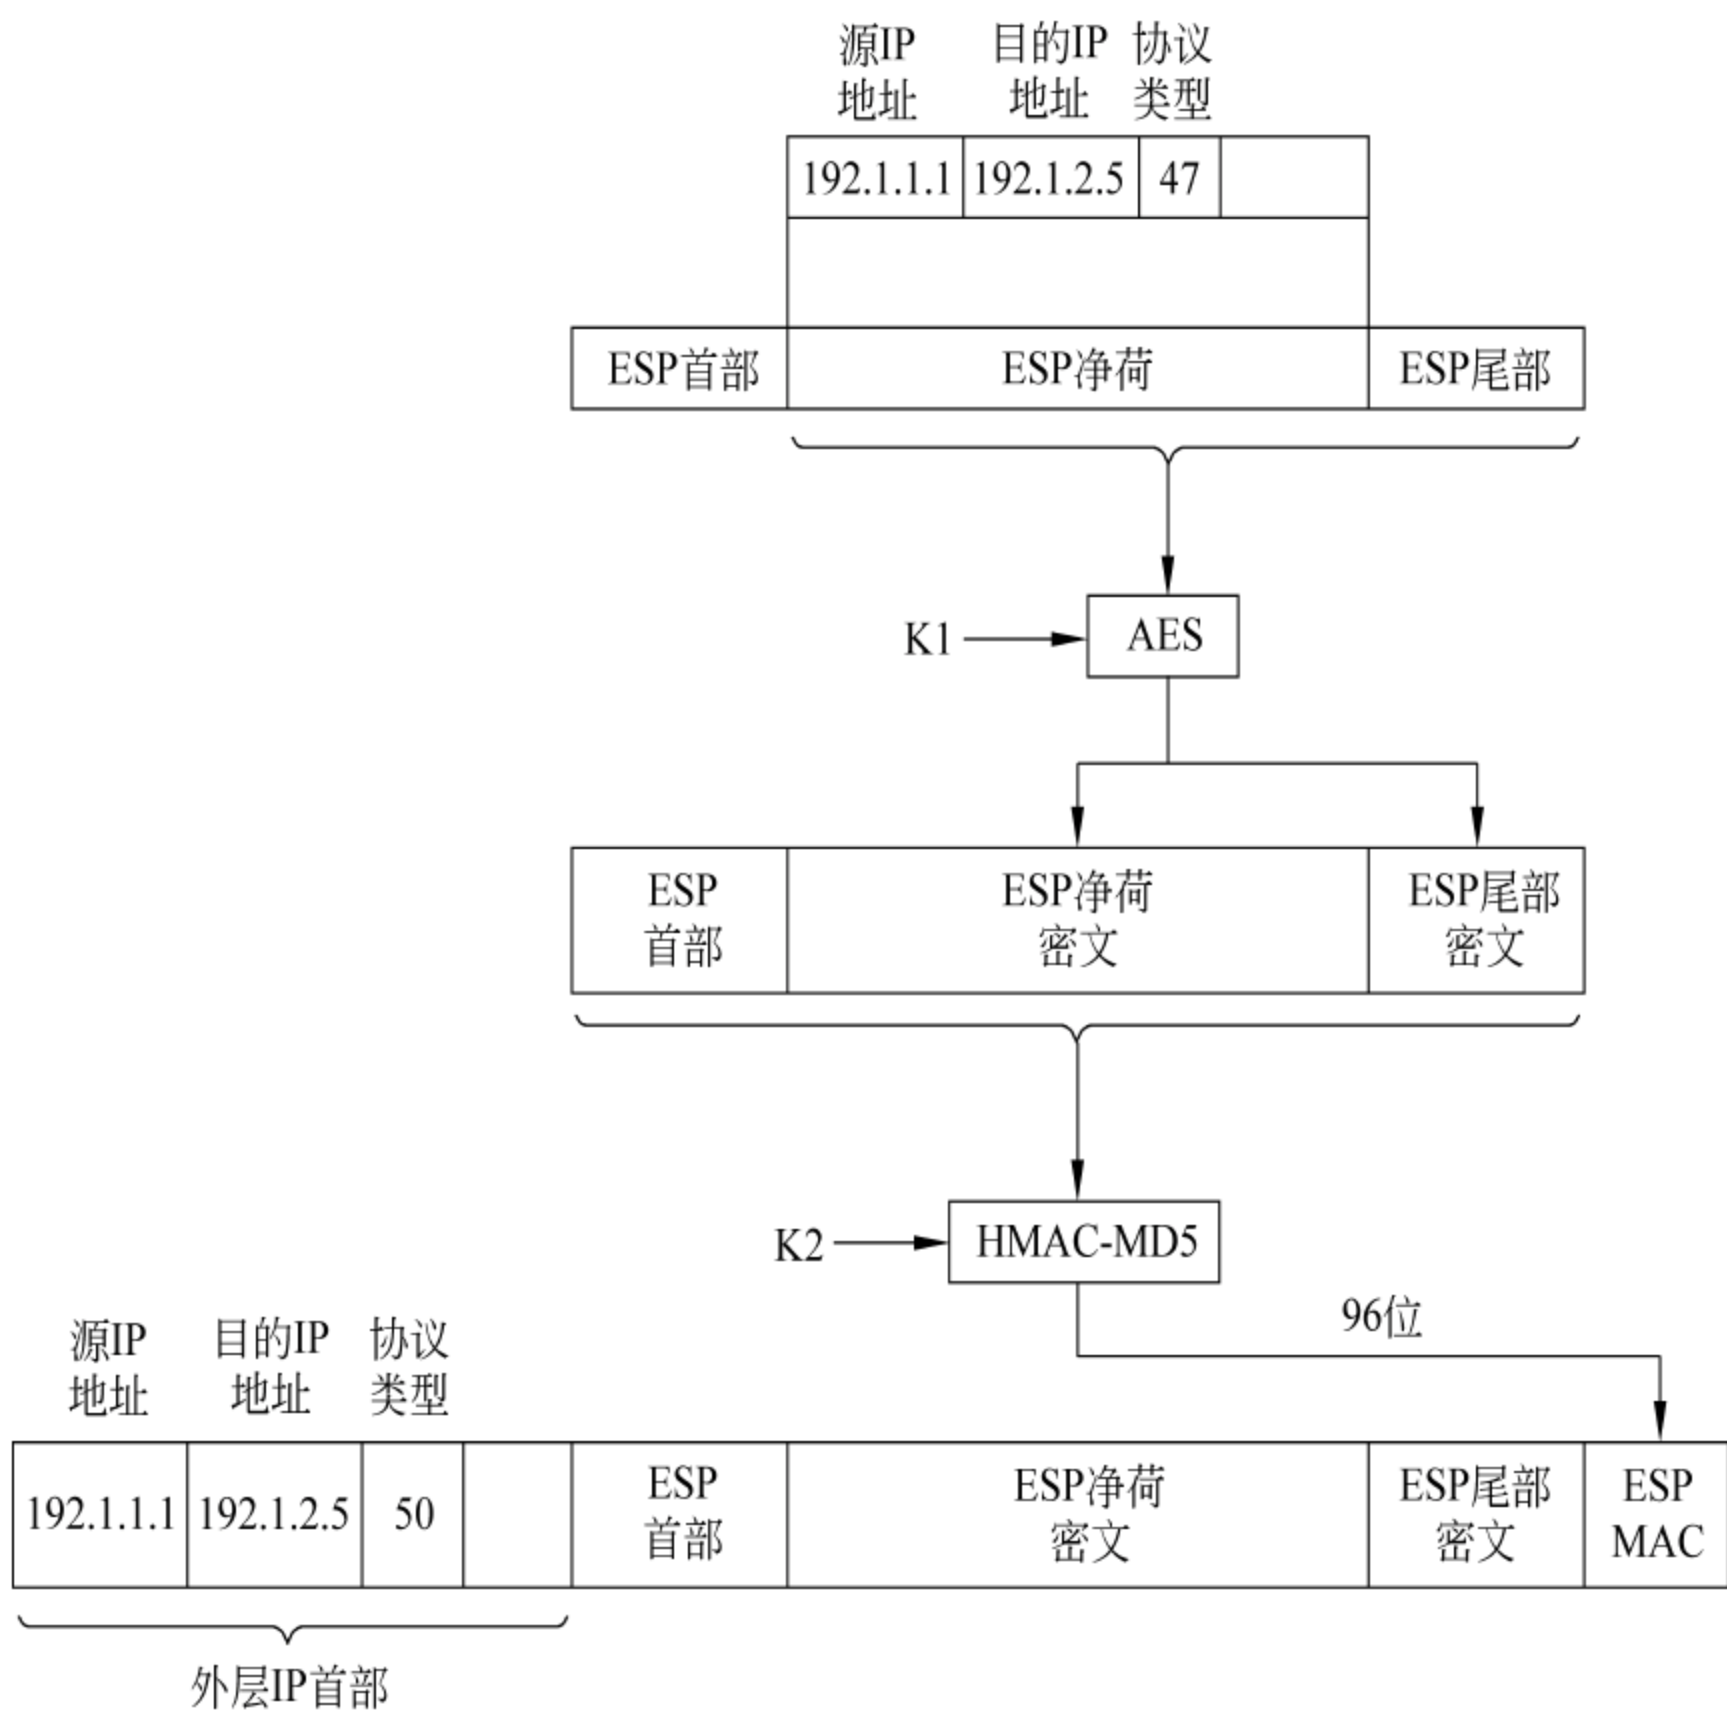 源IP 目的IP 协议
地址 地址 类型
192.1.1.1 192.1.2.5 47
ESP首部 ESP净荷 ESP尾部
K1 AES
ESP ESP净荷 ESP尾部
首部 密文 密文
K2 HMAC-MD5
96位
源IP 目的IP 协议
地址 地址 类型
192.1.1.1 192.1.2.5 50 ESP首部 ESP净荷密文 ESP尾部密文 ESP MAC
外层IP首部